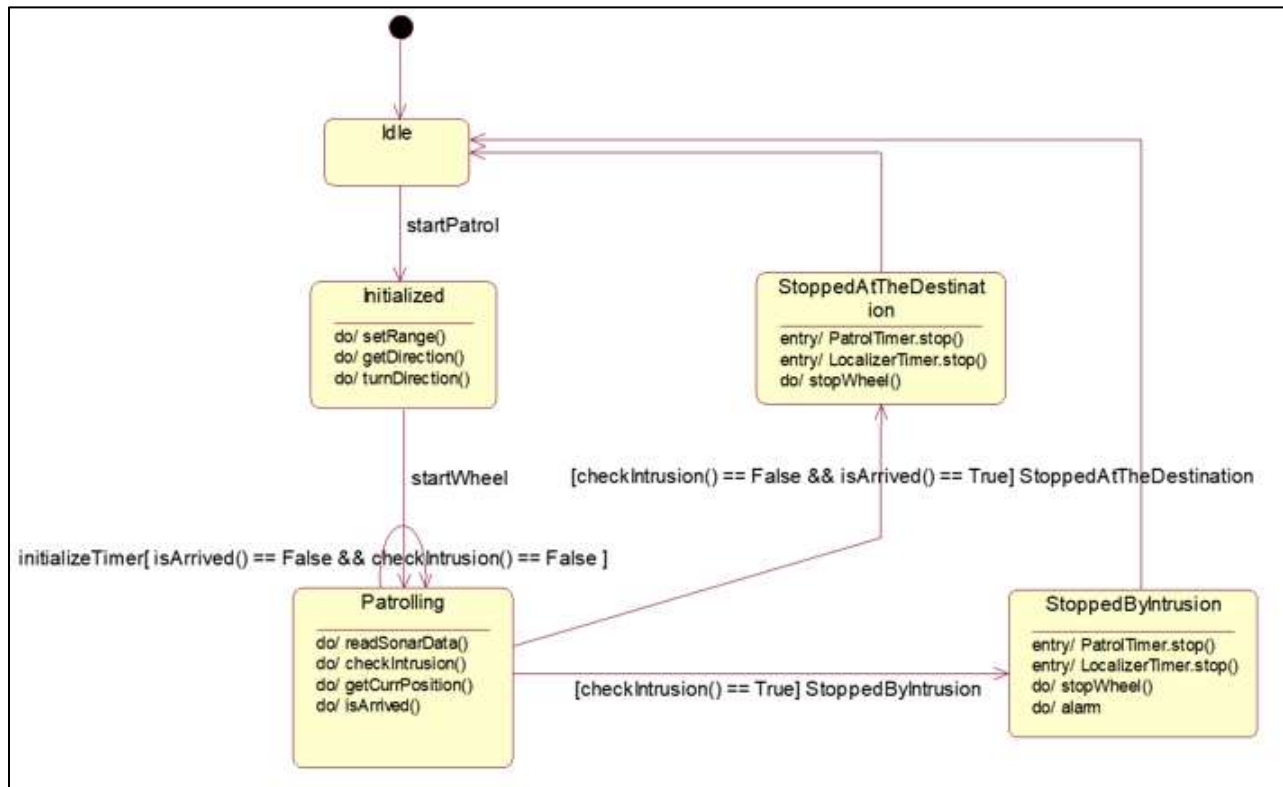 Idle
startPatrol
Initialized
do/ setRange()
do/ getDirection()
do/ turnDirection()
StoppedAtTheDestinat
ion
entry/ PatrolTimer.stop()
entry/ LocalizerTimer.stop()
do/ stopWheel()
startWheel
[checkIntrusion() == False && isArrived() == True] StoppedAtTheDestination
initializeTimer[ isArrived() == False && checkIntrusion() == False ]
Patrolling
do/ readSonarData()
do/ checkIntrusion()
do/ getCurrPosition()
do/ isArrived()
[checkIntrusion() == True] StoppedByIntrusion
StoppedByIntrusion
entry/ PatrolTimer.stop()
entry/ LocalizerTimer.stop()
do/ stopWheel()
do/ alarm